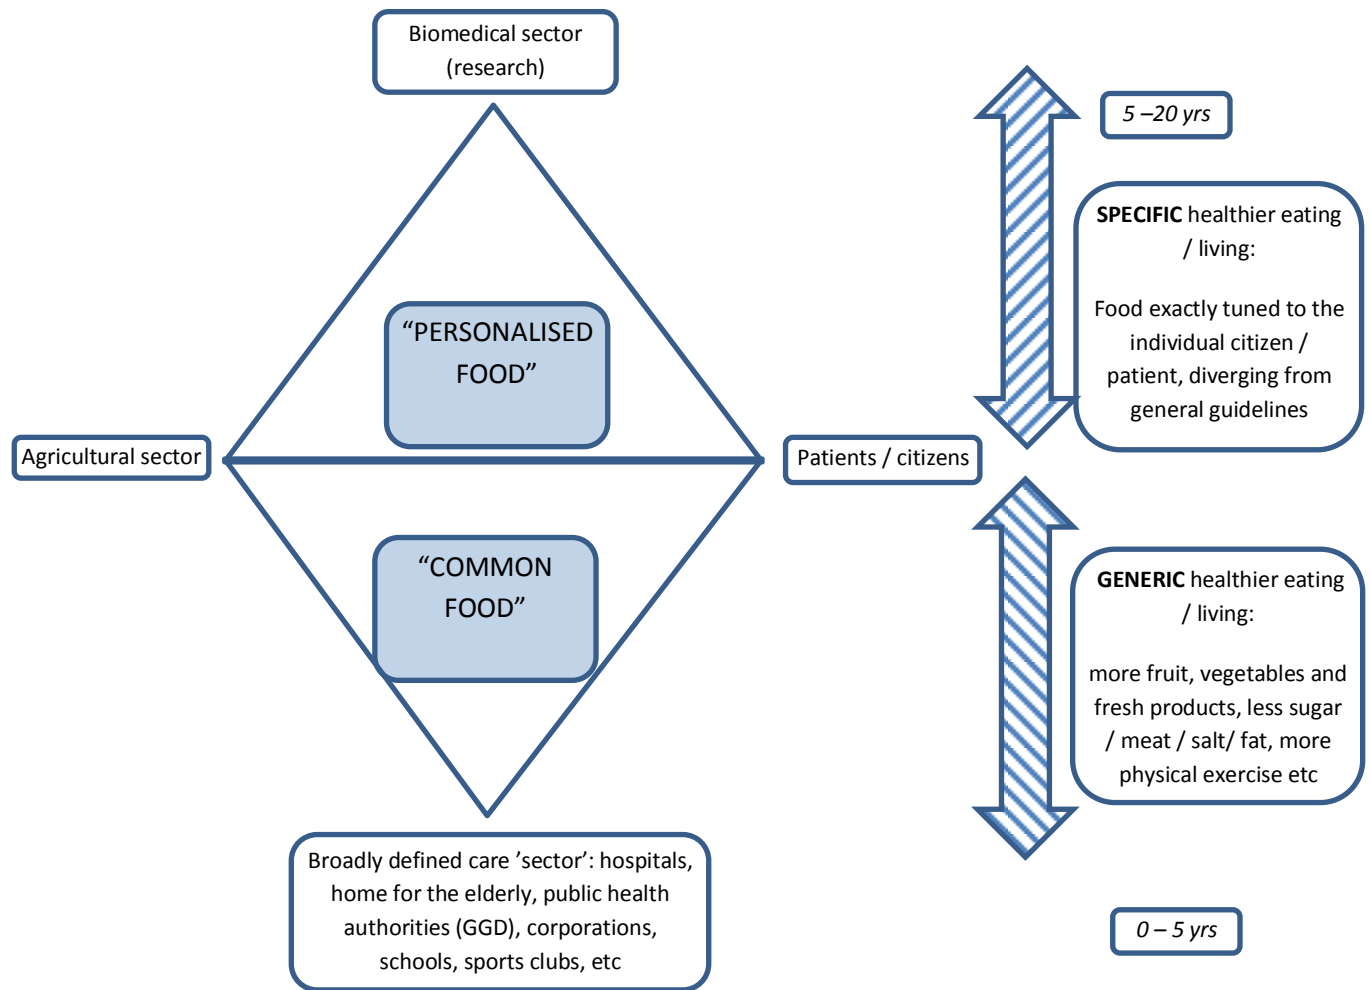 Biomedical sector
(research)
5 –20 yrs
SPECIFIC healthier eating
/ living:
Food exactly tuned to the
individual citizen /
patient, diverging from
general guidelines
“PERSONALISED
FOOD”
Agricultural sector
Patients / citizens
“COMMON
FOOD”
GENERIC healthier eating
/ living:
more fruit, vegetables and
fresh products, less sugar
/ meat / salt/ fat, more
physical exercise etc
Broadly defined care ’sector’: hospitals,
home for the elderly, public health
authorities (GGD), corporations,
schools, sports clubs, etc
0 – 5 yrs